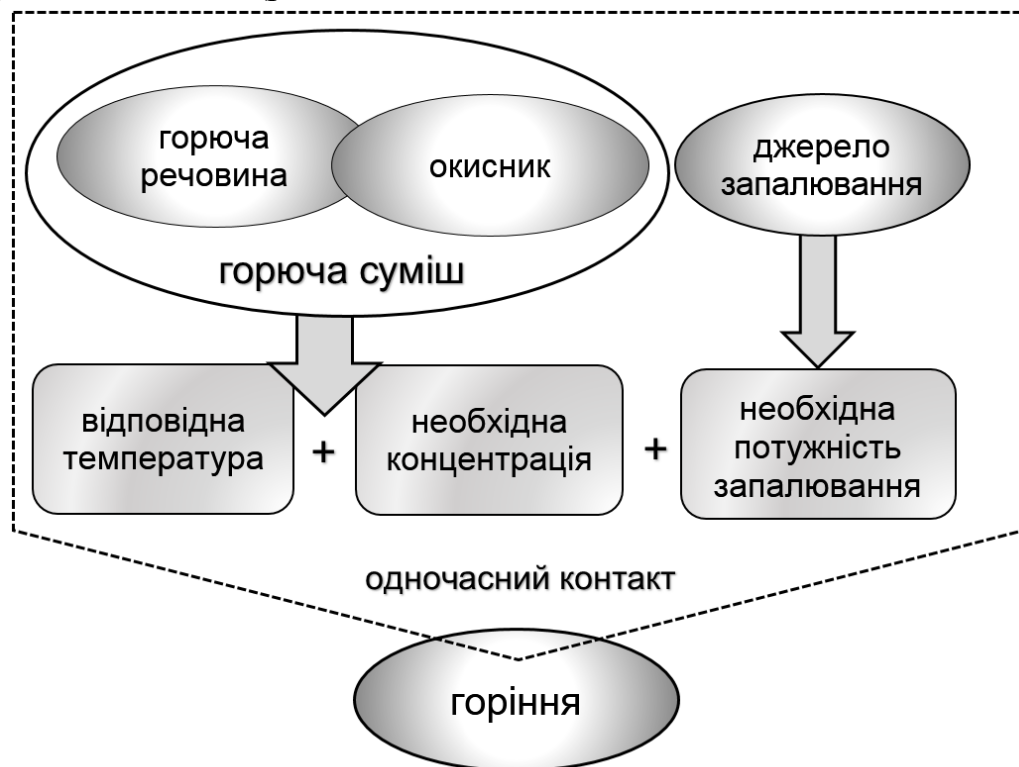 горюча
речовина
окисник
джерело
запалювання
горюча суміш
відповідна
температура
+
необхідна
концентрація
+
необхідна
потужність
запалювання
одночасний контакт
горіння